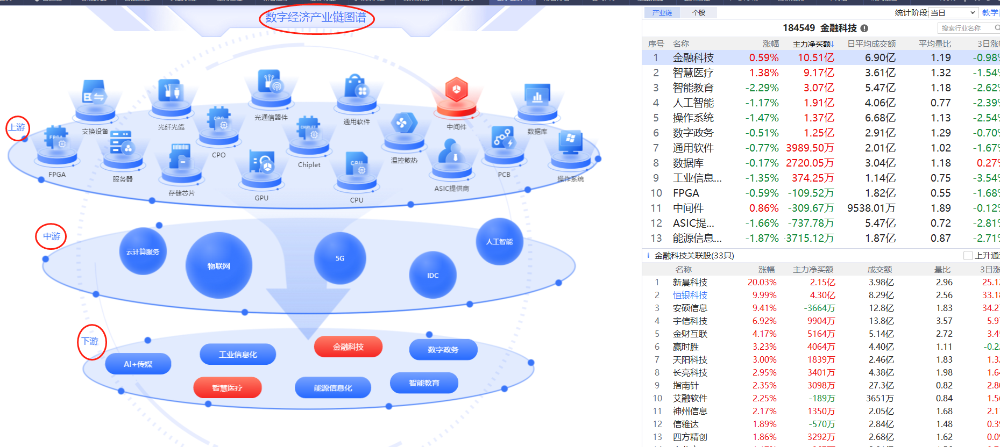 数字经济产业链图谱
上游
交换设备
光纤光缆
光通信器件
通用软件
中间件
数据库
FPGA
服务器
CPO
Chiplet
温控散热
PCB
操作系统
存储芯片
GPU
CPU
ASIC提供商
中游
云计算服务
物联网
5G
IDC
人工智能
下游
AI+传媒
工业信息化
金融科技
数字政务
智慧医疗
能源信息化
智能教育
产业链 个股 统计阶段: 当日 教学
184549 金融科技
搜索行业名称
序号 名称 涨幅 主力净买额↓ 日平均成交额 平均量比 3日涨
1 金融科技 0.59% 10.51亿 6.90亿 1.19 -0.98%
2 智慧医疗 1.38% 9.17亿 3.61亿 1.32 -1.54%
3 智能教育 -2.29% 3.07亿 5.47亿 1.18 -2.62%
4 人工智能 -1.17% 1.91亿 4.06亿 0.77 -2.39%
5 操作系统 -1.47% 1.37亿 6.68亿 1.13 -2.54%
6 数字政务 -0.51% 1.25亿 2.91亿 1.29 -0.70%
7 通用软件 -0.77% 3989.50万 2.01亿 1.02 -1.67%
8 数据库 -0.17% 2720.05万 3.04亿 1.18 0.27%
9 工业信息... -1.35% 374.25万 1.14亿 0.75 -3.54%
10 FPGA -0.59% -109.52万 1.82亿 0.55 -1.68%
11 中间件 0.86% -309.67万 9538.01万 1.89 -0.12%
12 ASIC提... -1.66% -737.78万 5.47亿 0.72 -2.81%
13 能源信息... -1.87% -3715.12万 1.87亿 0.87 -2.71%
金融科技关联股(33只) 上升通
名称 涨幅 主力净买额 成交额 量比 3日涨
1 新晨科技 20.03% 2.15亿 3.98亿 2.96 25.1
2 恒银科技 9.99% 4.30亿 8.29亿 2.56 33.1
3 安硕信息 9.41% -3664万 12.8亿 1.83 34.2
4 宇信科技 6.92% 9904万 13.8亿 3.57 5.9
5 金财互联 4.17% 5164万 5.14亿 2.72 3.4
6 赢时胜 3.23% 4064万 4.40亿 1.11 -0.2
7 天阳科技 3.00% 1839万 2.46亿 1.83 1.3
8 长亮科技 2.95% 3401万 4.38亿 1.98 1.6
9 指南针 2.35% 3098万 27.3亿 0.82 2.8
10 艾融软件 2.25% -189万 3651万 0.84 1.5
11 神州信息 2.17% 1350万 2.05亿 1.68 2.1
12 信雅达 1.89% -570万 2.84亿 1.48 0.3
13 四方精创 1.86% 3292万 2.68亿 1.62 0.0